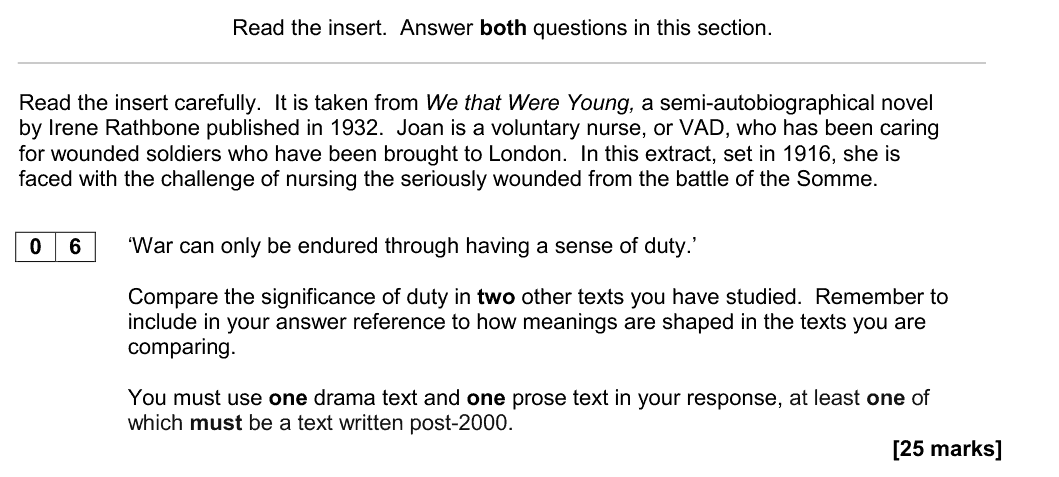 Read the insert.  Answer both questions in this section.
Read the insert carefully.  It is taken from We that Were Young, a semi-autobiographical novel
by Irene Rathbone published in 1932.  Joan is a voluntary nurse, or VAD, who has been caring
for wounded soldiers who have been brought to London.  In this extract, set in 1916, she is
faced with the challenge of nursing the seriously wounded from the battle of the Somme.
0 6 ‘War can only be endured through having a sense of duty.’
Compare the significance of duty in two other texts you have studied.  Remember to
include in your answer reference to how meanings are shaped in the texts you are
comparing.
You must use one drama text and one prose text in your response, at least one of
which must be a text written post-2000.
[25 marks]